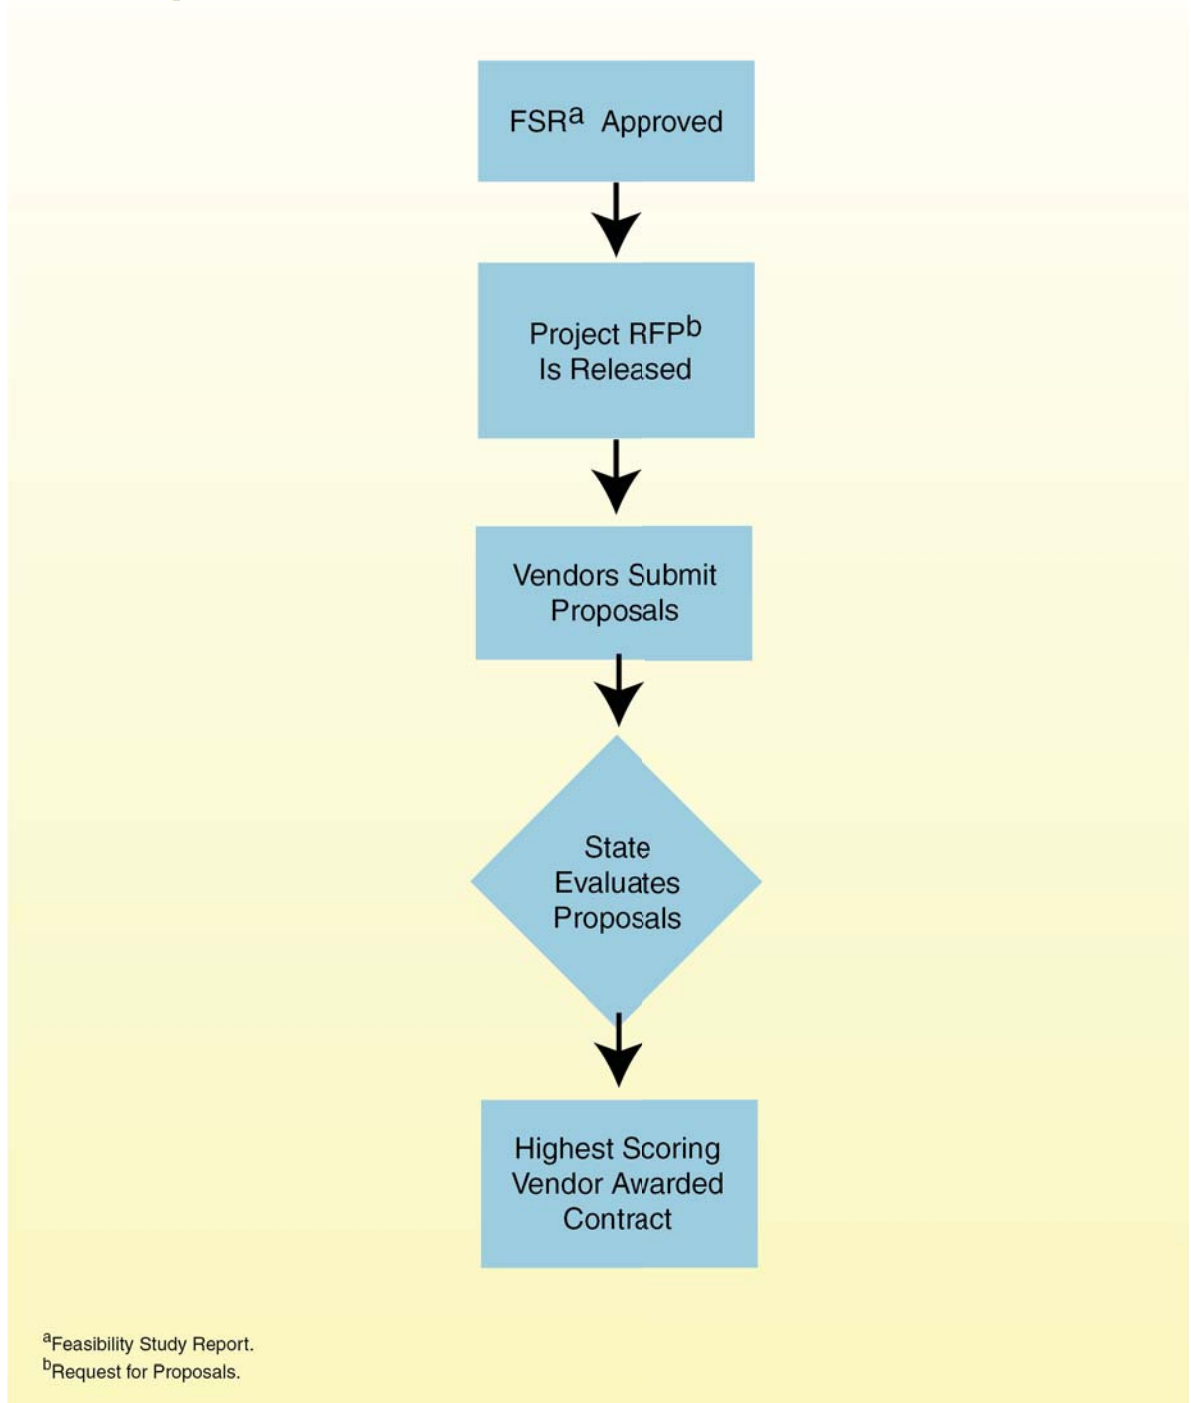 FSRa Approved
Project RFPb
Is Released
Vendors Submit
Proposals
State
Evaluates
Proposals
Highest Scoring
Vendor Awarded
Contract
aFeasibility Study Report.
bRequest for Proposals.